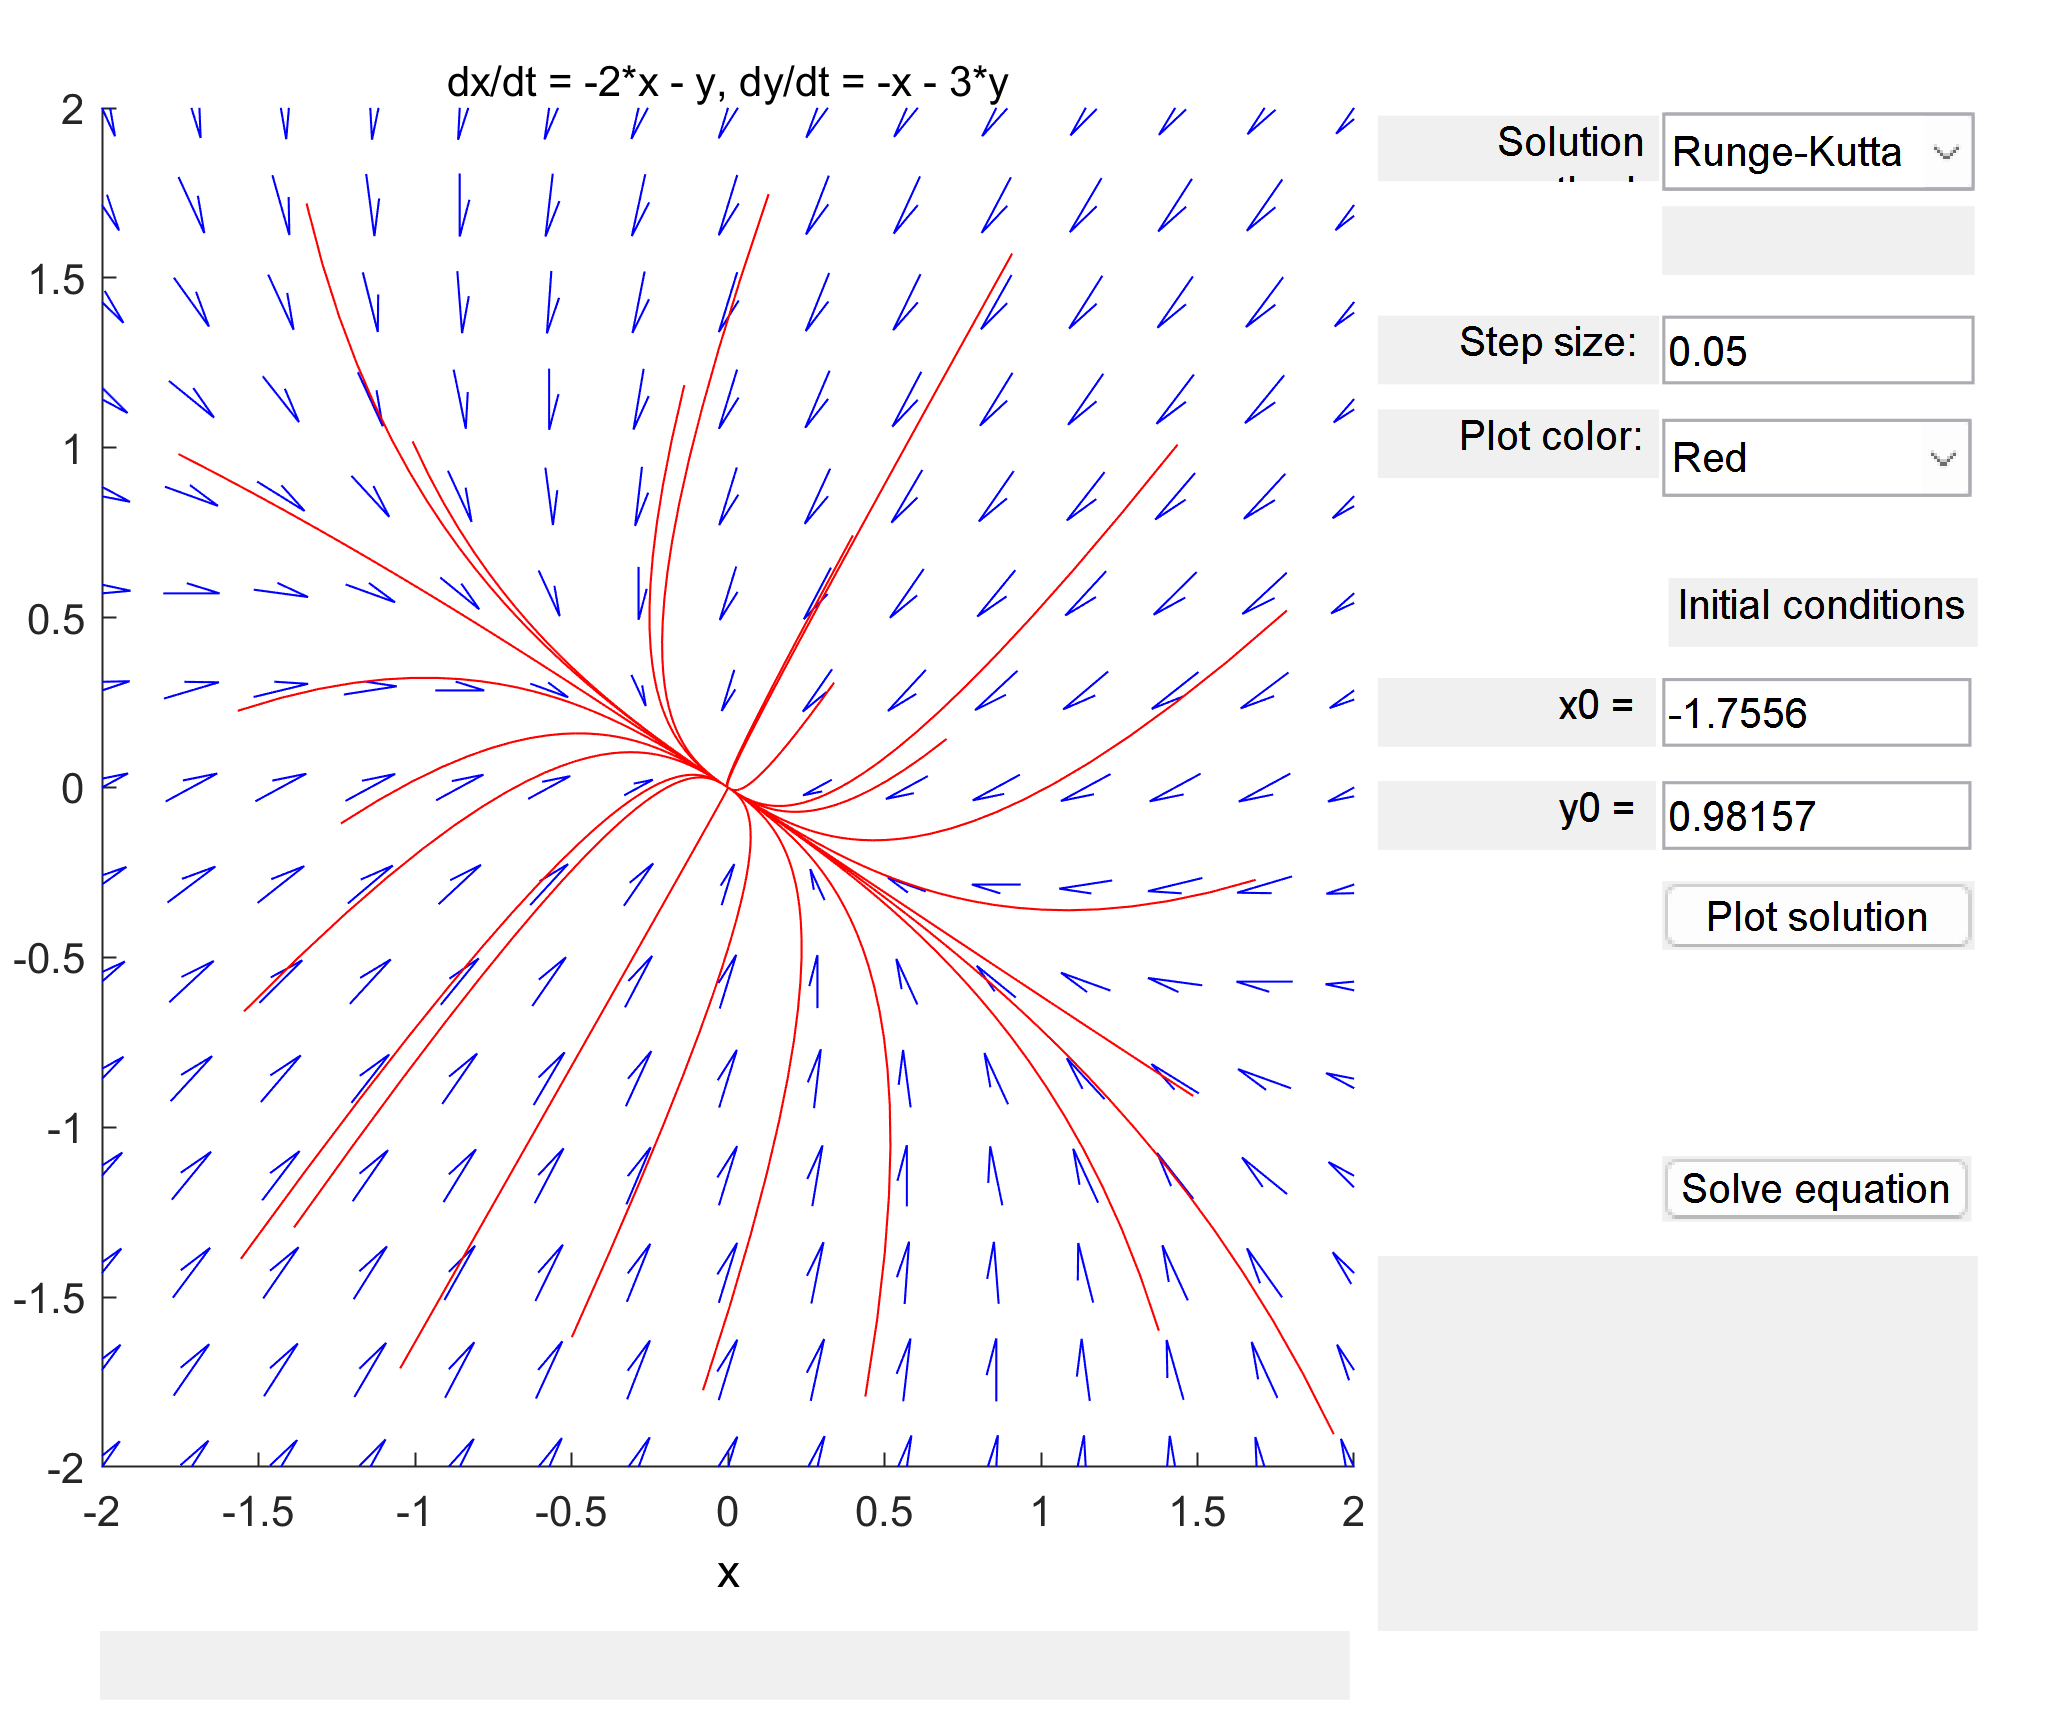 dx/dt = -2*x - y, dy/dt = -x - 3*y
2
1.5
1
0.5
0
-0.5
-1
-1.5
-2
-2 -1.5 -1 -0.5 0 0.5 1 1.5 2
x
Solution
Runge-Kutta
Step size: 0.05
Plot color: Red
Initial conditions
x0 = -1.7556
y0 = 0.98157
Plot solution
Solve equation